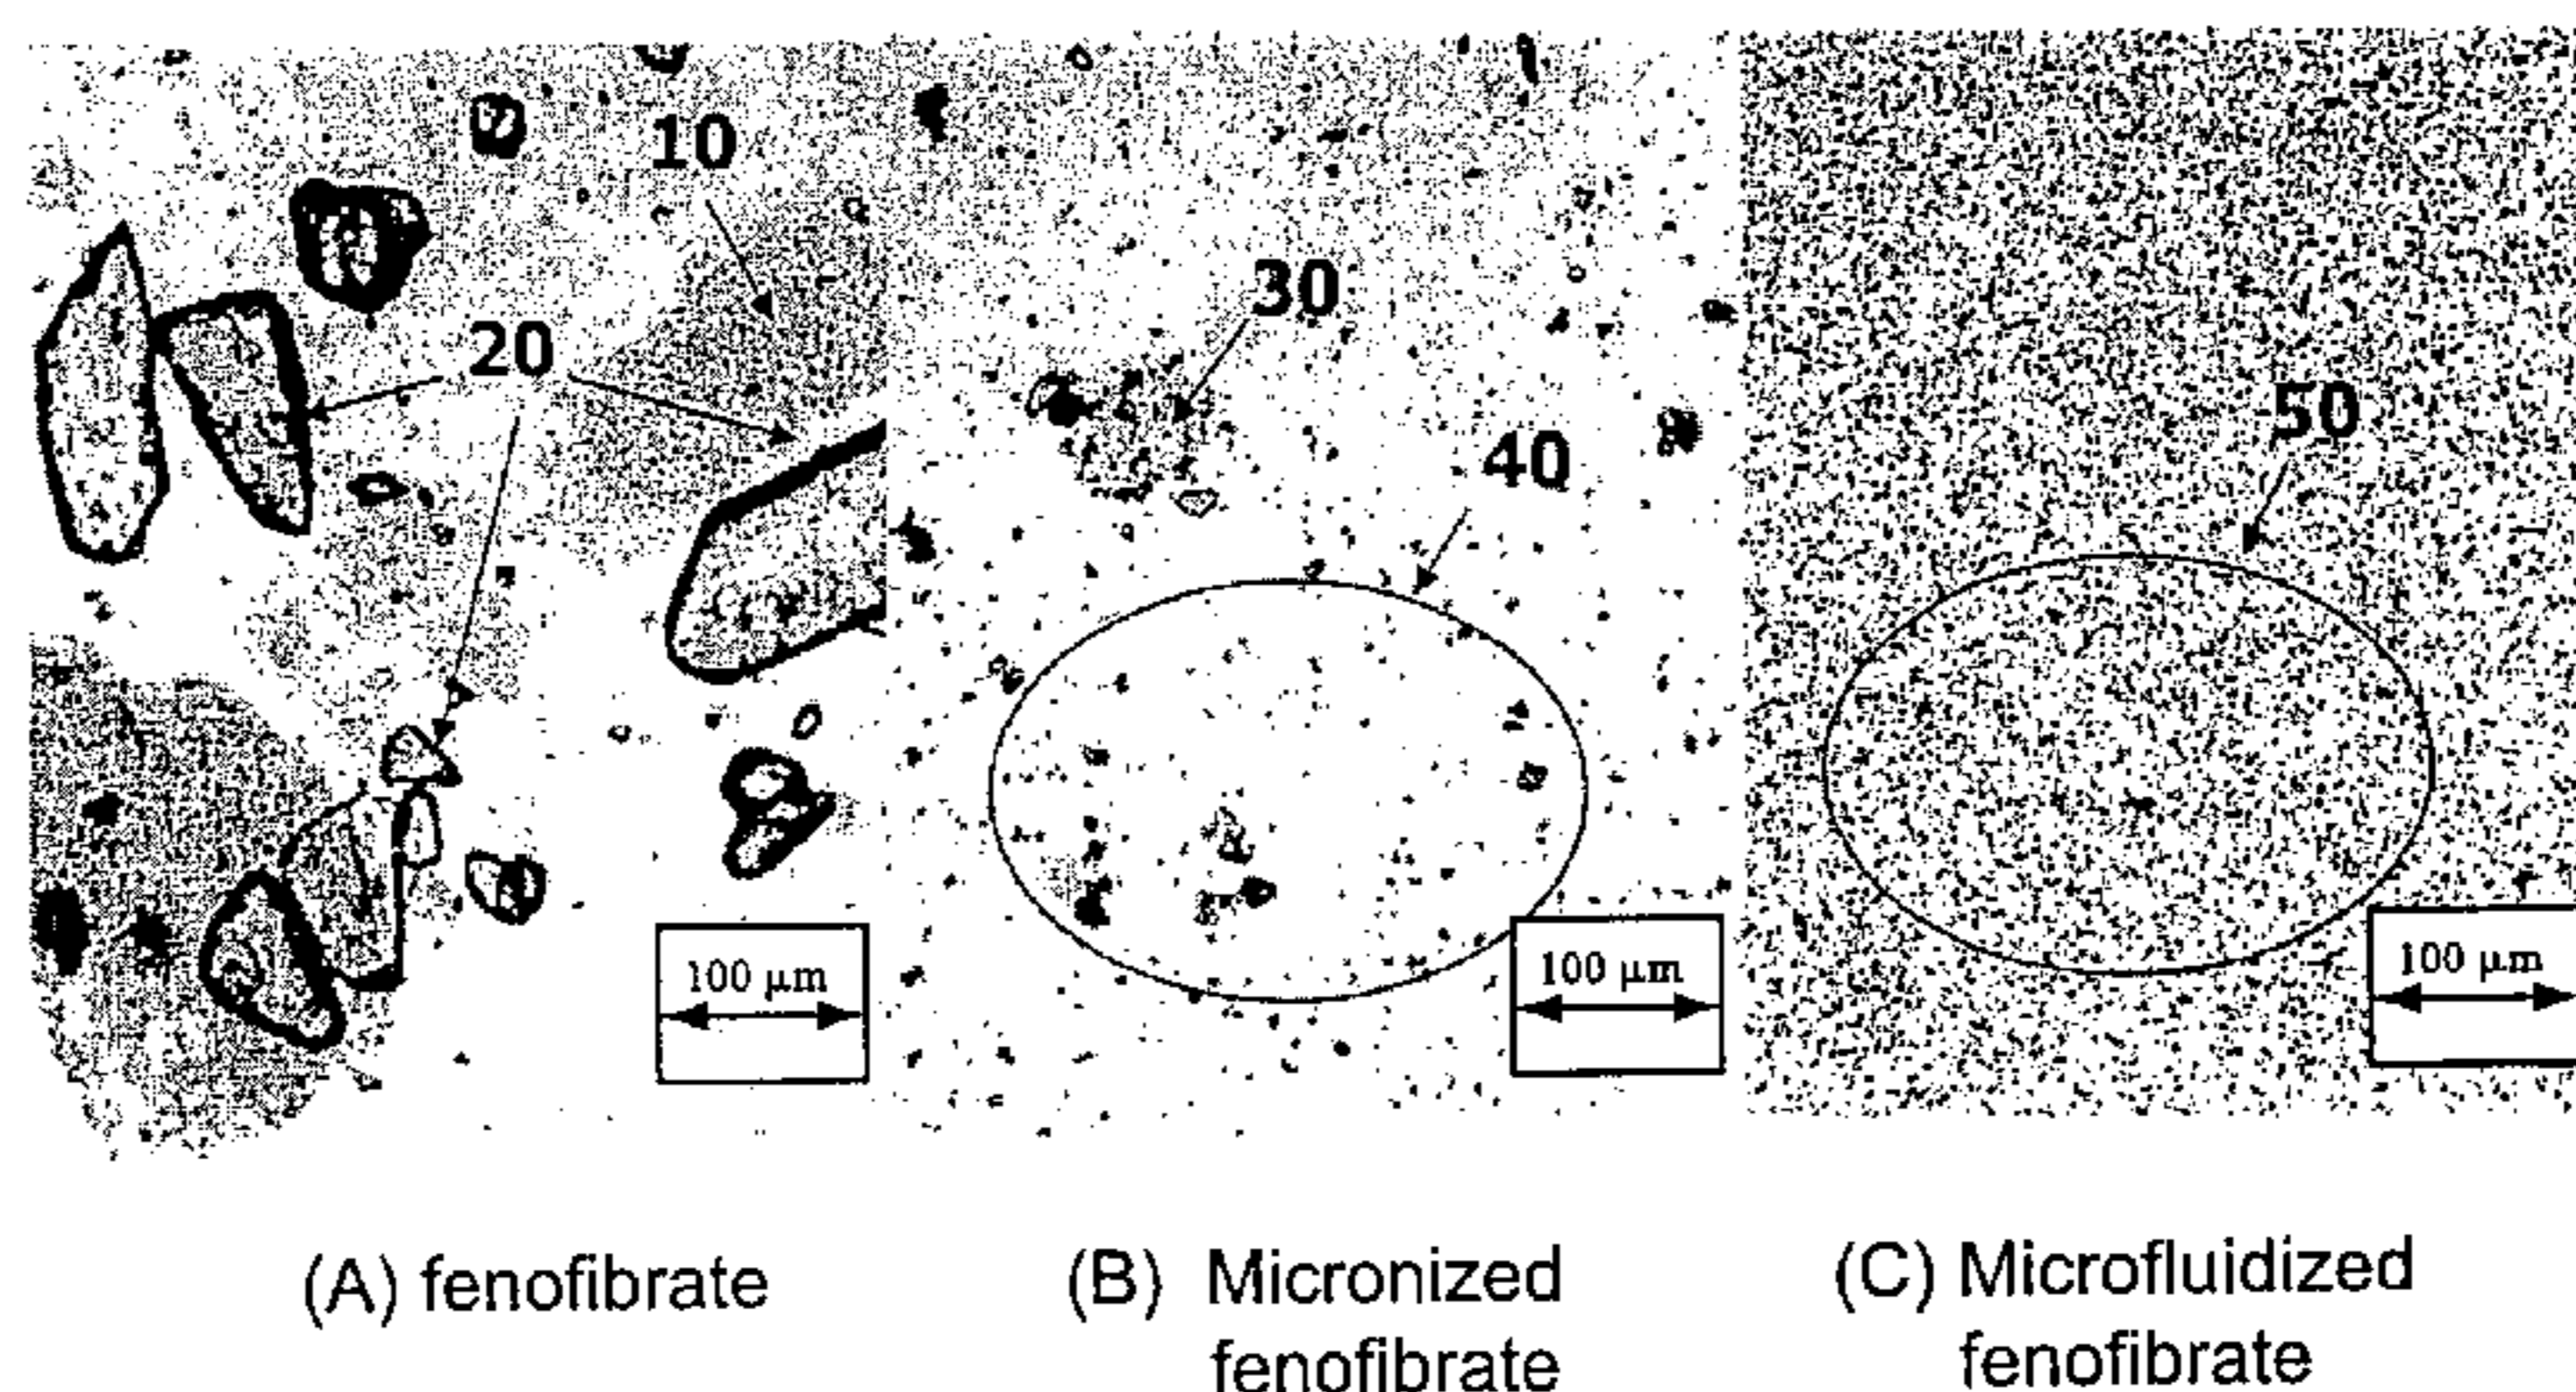 10
20
30
40
50
100 μm
100 μm
100 μm
(A) fenofibrate
(B) Micronized
fenofibrate
(C) Microfluidized
fenofibrate